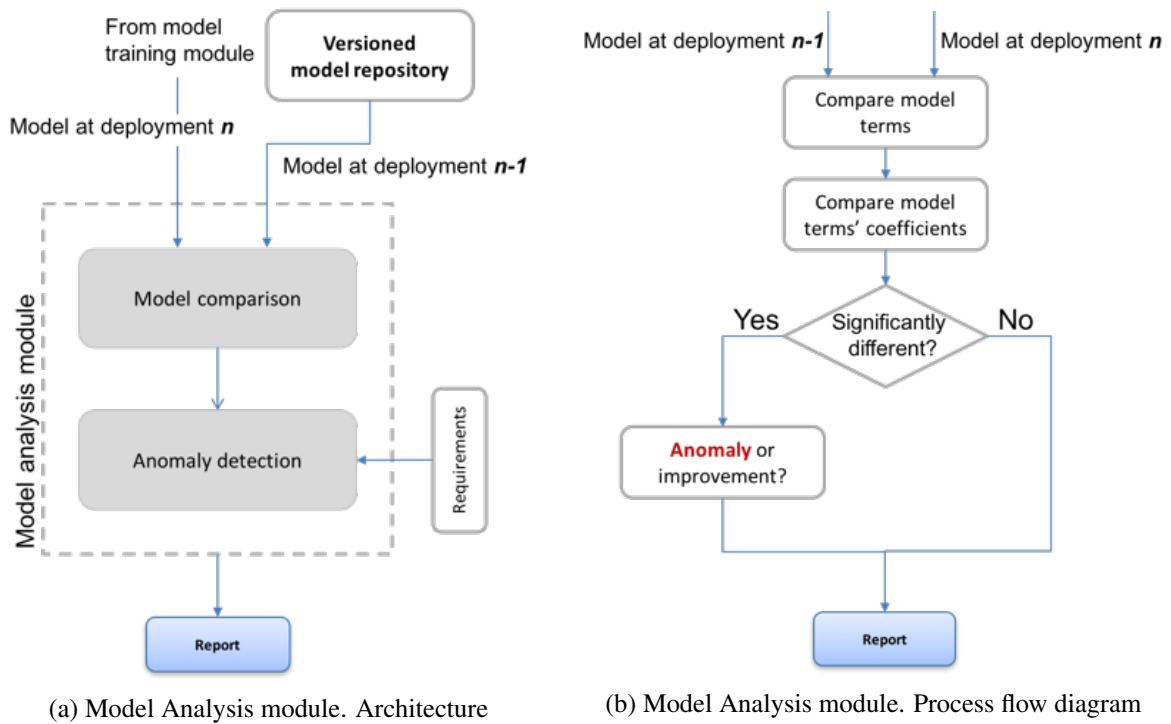 From model
training module
Versioned
model repository
Model at deployment n
Model at deployment n-1
Model analysis module
Model comparison
Anomaly detection
Requirements
Report
(a) Model Analysis module. Architecture
Model at deployment n-1
Model at deployment n
Compare model
terms
Compare model
terms’ coefficients
Significantly
different?
Yes
No
Anomaly or
improvement?
Report
(b) Model Analysis module. Process flow diagram